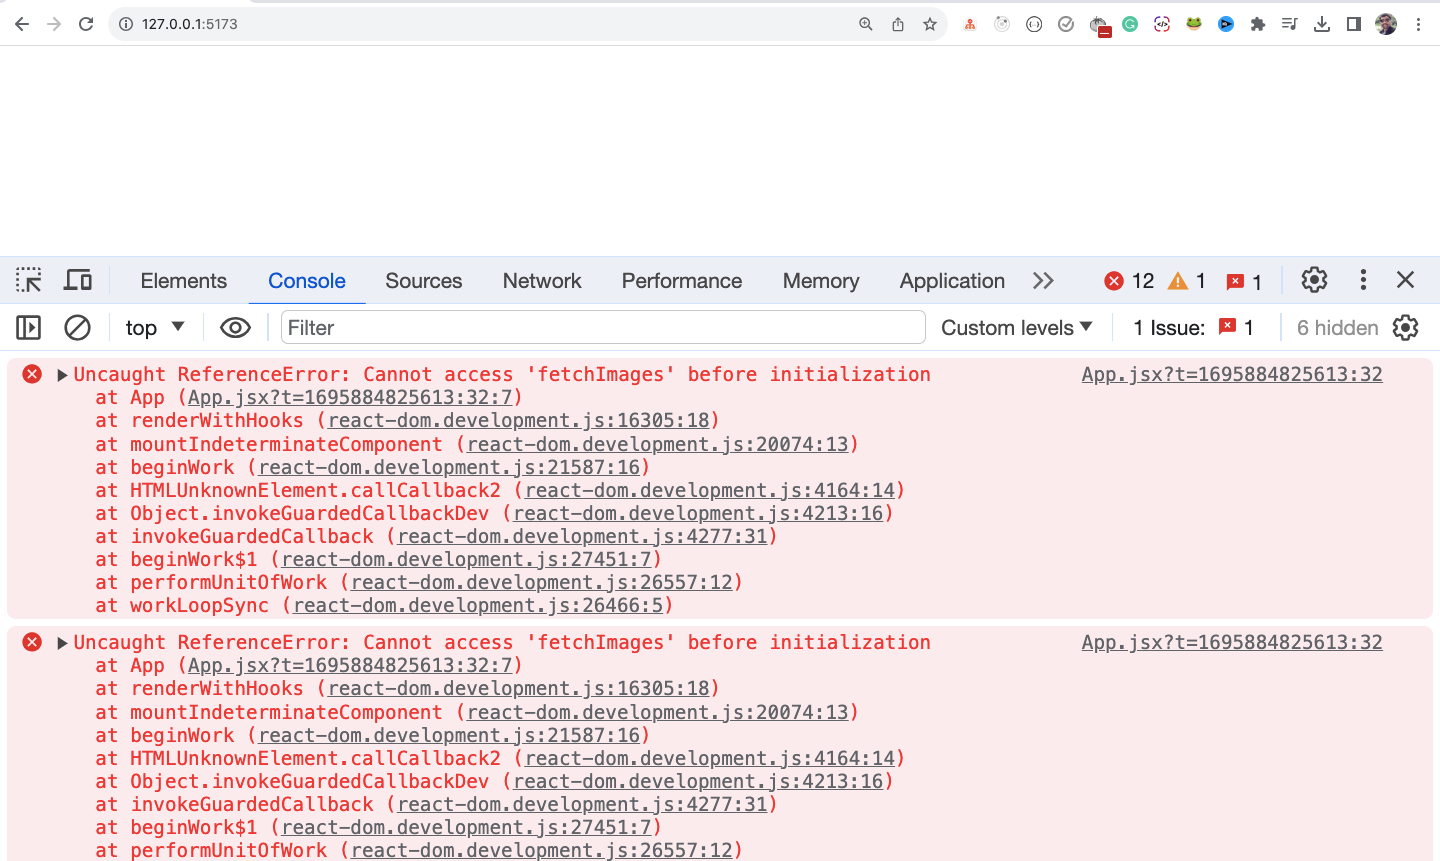 127.0.0.1:5173
Elements Console Sources Network Performance Memory Application 12 1 1
top Filter Custom levels 1 Issue: 1 6 hidden
Uncaught ReferenceError: Cannot access 'fetchImages' before initialization App.jsx?t=1695884825613:32
at App (App.jsx?t=1695884825613:32:7)
at renderWithHooks (react-dom.development.js:16305:18)
at mountIndeterminateComponent (react-dom.development.js:20074:13)
at beginWork (react-dom.development.js:21587:16)
at HTMLUnknownElement.callCallback2 (react-dom.development.js:4164:14)
at Object.invokeGuardedCallbackDev (react-dom.development.js:4213:16)
at invokeGuardedCallback (react-dom.development.js:4277:31)
at beginWork$1 (react-dom.development.js:27451:7)
at performUnitOfWork (react-dom.development.js:26557:12)
at workLoopSync (react-dom.development.js:26466:5)
Uncaught ReferenceError: Cannot access 'fetchImages' before initialization App.jsx?t=1695884825613:32
at App (App.jsx?t=1695884825613:32:7)
at renderWithHooks (react-dom.development.js:16305:18)
at mountIndeterminateComponent (react-dom.development.js:20074:13)
at beginWork (react-dom.development.js:21587:16)
at HTMLUnknownElement.callCallback2 (react-dom.development.js:4164:14)
at Object.invokeGuardedCallbackDev (react-dom.development.js:4213:16)
at invokeGuardedCallback (react-dom.development.js:4277:31)
at beginWork$1 (react-dom.development.js:27451:7)
at performUnitOfWork (react-dom.development.js:26557:12)